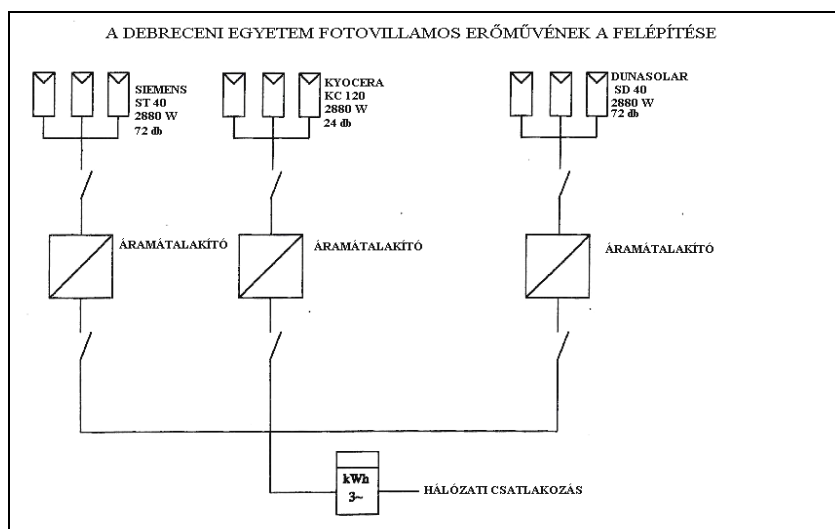 A DEBRECENI EGYETEM FOTOVILLAMOS ERŐMŰVÉNEK A FELÉPÍTÉSE
SIEMENS
ST 40
2880 W
72 db
KYOCERA
KC 120
2880 W
24 db
DUNASOLAR
SD 40
2880 W
72 db
ÁRAMÁTALAKÍTÓ
ÁRAMÁTALAKÍTÓ
ÁRAMÁTALAKÍTÓ
kWh
3~
HÁLÓZATI CSATLAKOZÁS